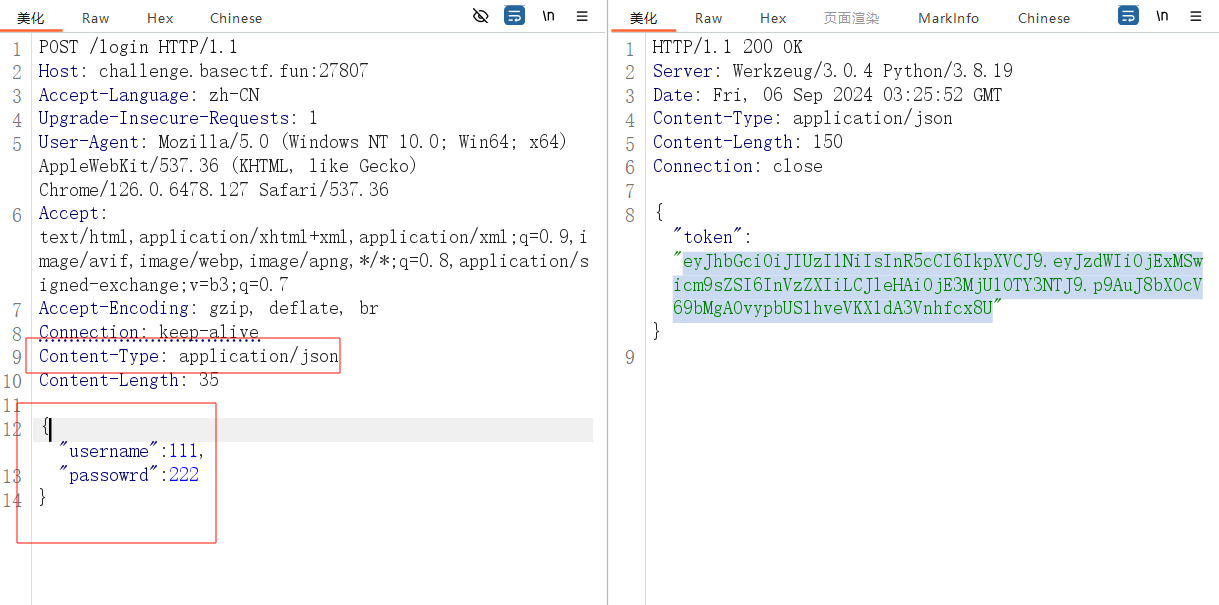 美化 Raw Hex Chinese \n
1 POST /login HTTP/1.1
2 Host: challenge.basectf.fun:27807
3 Accept-Language: zh-CN
4 Upgrade-Insecure-Requests: 1
5 User-Agent: Mozilla/5.0 (Windows NT 10.0; Win64; x64)
AppleWebKit/537.36 (KHTML, like Gecko)
Chrome/126.0.6478.127 Safari/537.36
6 Accept:
text/html,application/xhtml+xml,application/xml;q=0.9,i
mage/avif,image/webp,image/apng,*/*;q=0.8,application/s
igned-exchange;v=b3;q=0.7
7 Accept-Encoding: gzip, deflate, br
8 Connection: keep-alive
9 Content-Type: application/json
10 Content-Length: 35
11
12 {
"username":111,
13 "passowrd":222
14 }
美化 Raw Hex 页面渲染 MarkInfo Chinese \n
1 HTTP/1.1 200 OK
2 Server: Werkzeug/3.0.4 Python/3.8.19
3 Date: Fri, 06 Sep 2024 03:25:52 GMT
4 Content-Type: application/json
5 Content-Length: 150
6 Connection: close
7
8 {
"token":
"eyJhbGciOiJIUzI1NiIsInR5cCI6IkpXVCJ9.eyJzdWIiOjExMSw
icm9sZSI6InVzZXIiLCJleHAiOjE3MjU1OTY3NTJ9.p9AuJ8bXOcV
69bMgAOvypbUS1hveVKX1dA3Vnhfcx8U"
}
9